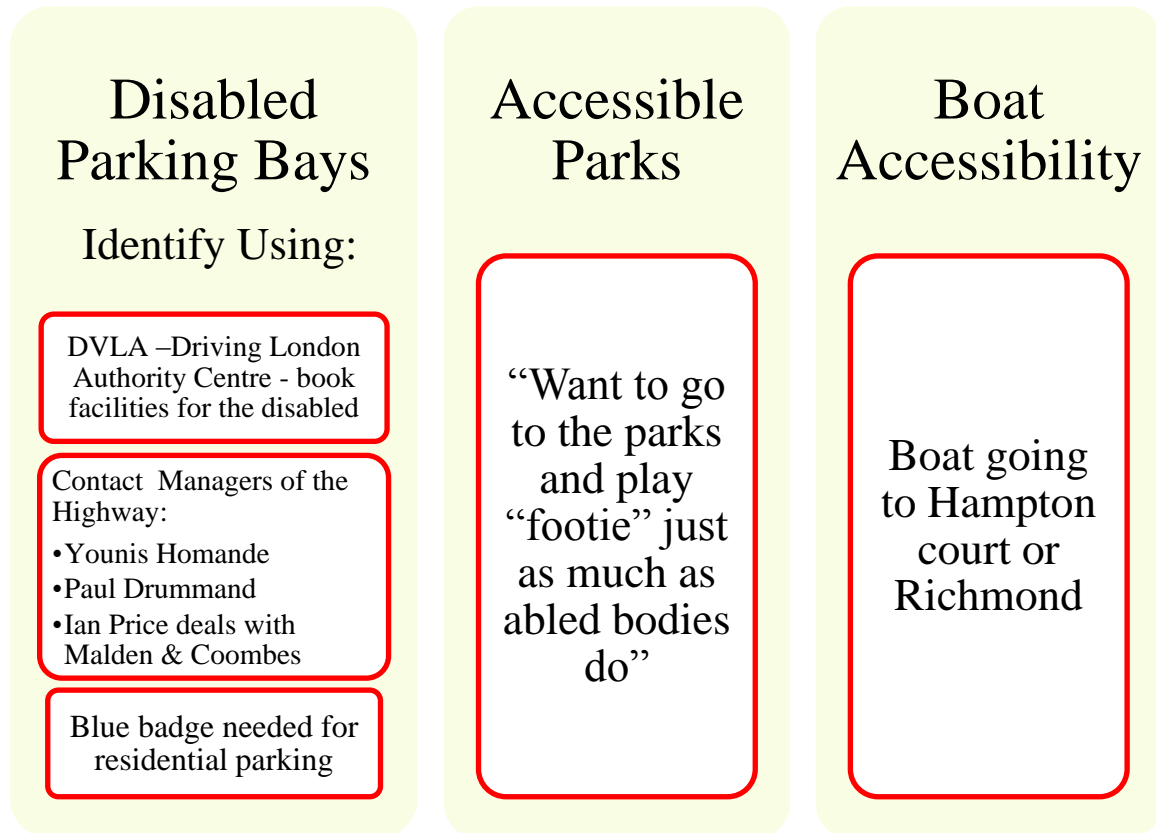 Disabled
Parking Bays
Identify Using:
DVLA –Driving London
Authority Centre - book
facilities for the disabled
Contact  Managers of the
Highway:
•Younis Homande
•Paul Drummand
•Ian Price deals with
Malden & Coombes
Blue badge needed for
residential parking
Accessible
Parks
“Want to go
to the parks
and play
“footie” just
as much as
abled bodies
do”
Boat
Accessibility
Boat going
to Hampton
court or
Richmond